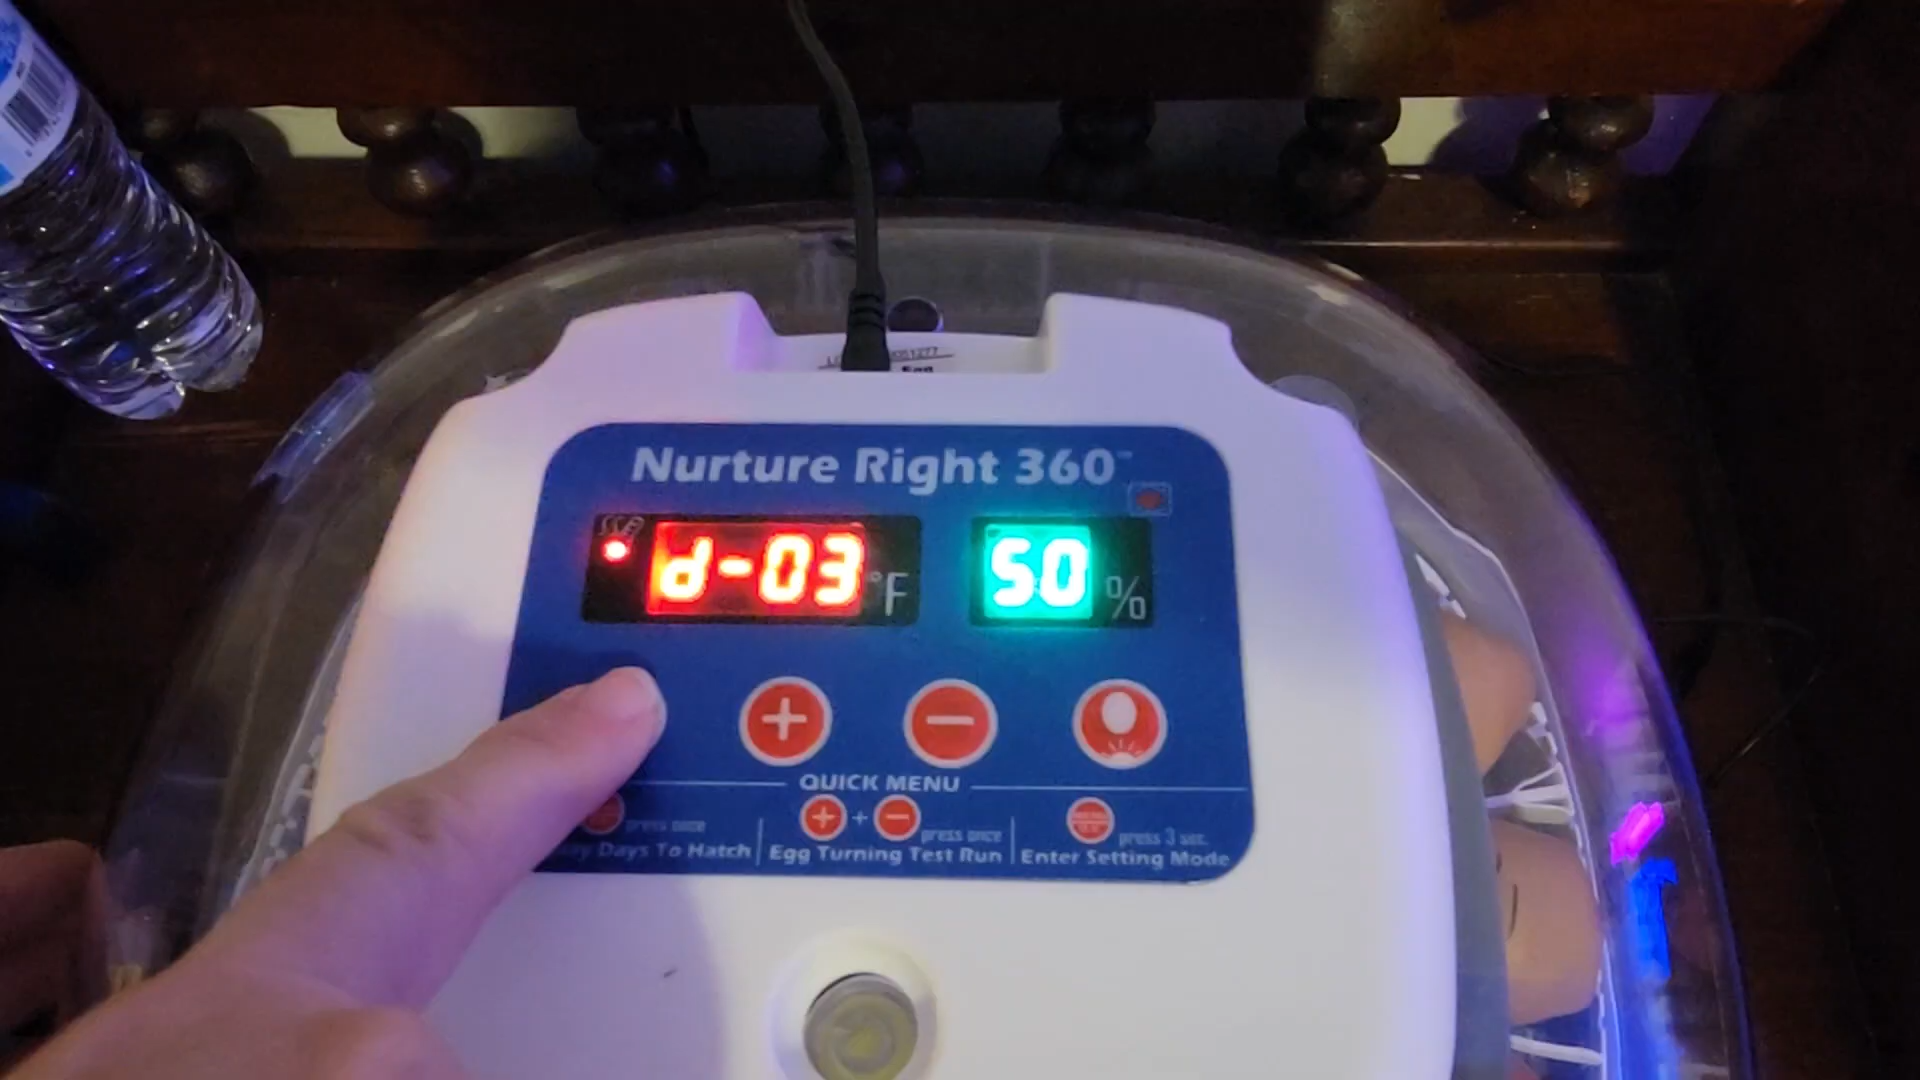 Nurture Right 360™
d-03 °F 50 %
QUICK MENU
press once + press once press 3 sec.
Days To Hatch Egg Turning Test Run Enter Setting Mode